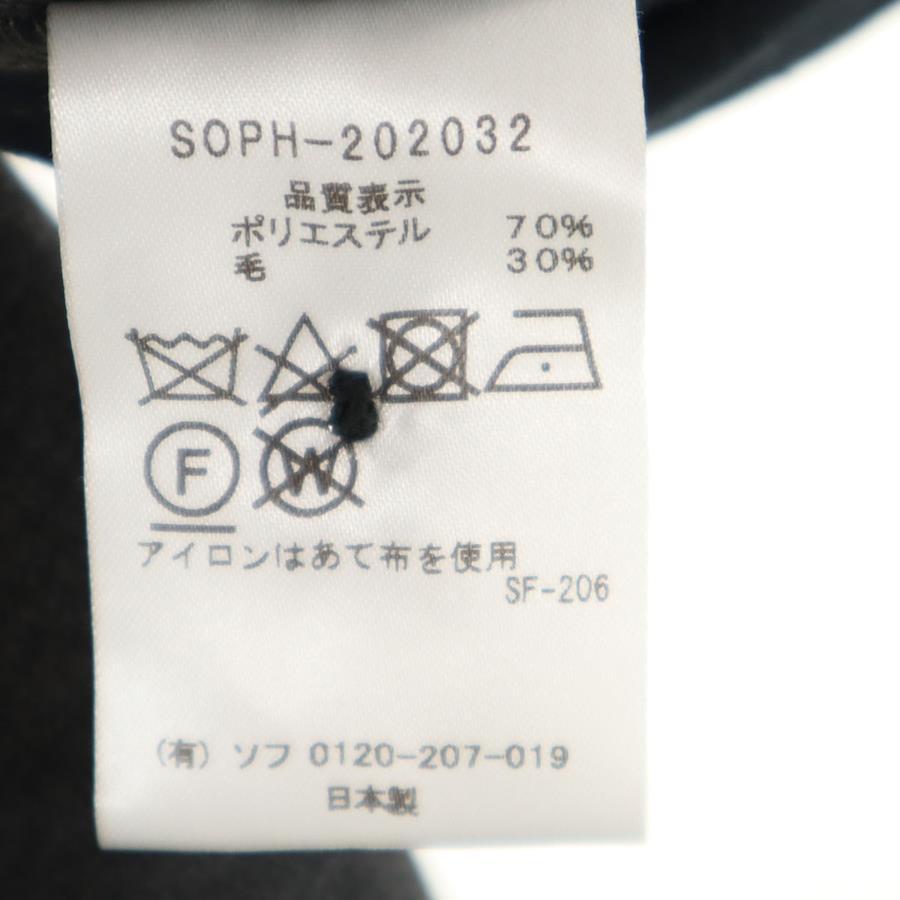 SOPH-202032
品質表示
ポリエステル 70%
毛 30%
F W
アイロンはあて布を使用
SF-206
(有) ソフ 0120-207-019
日本製